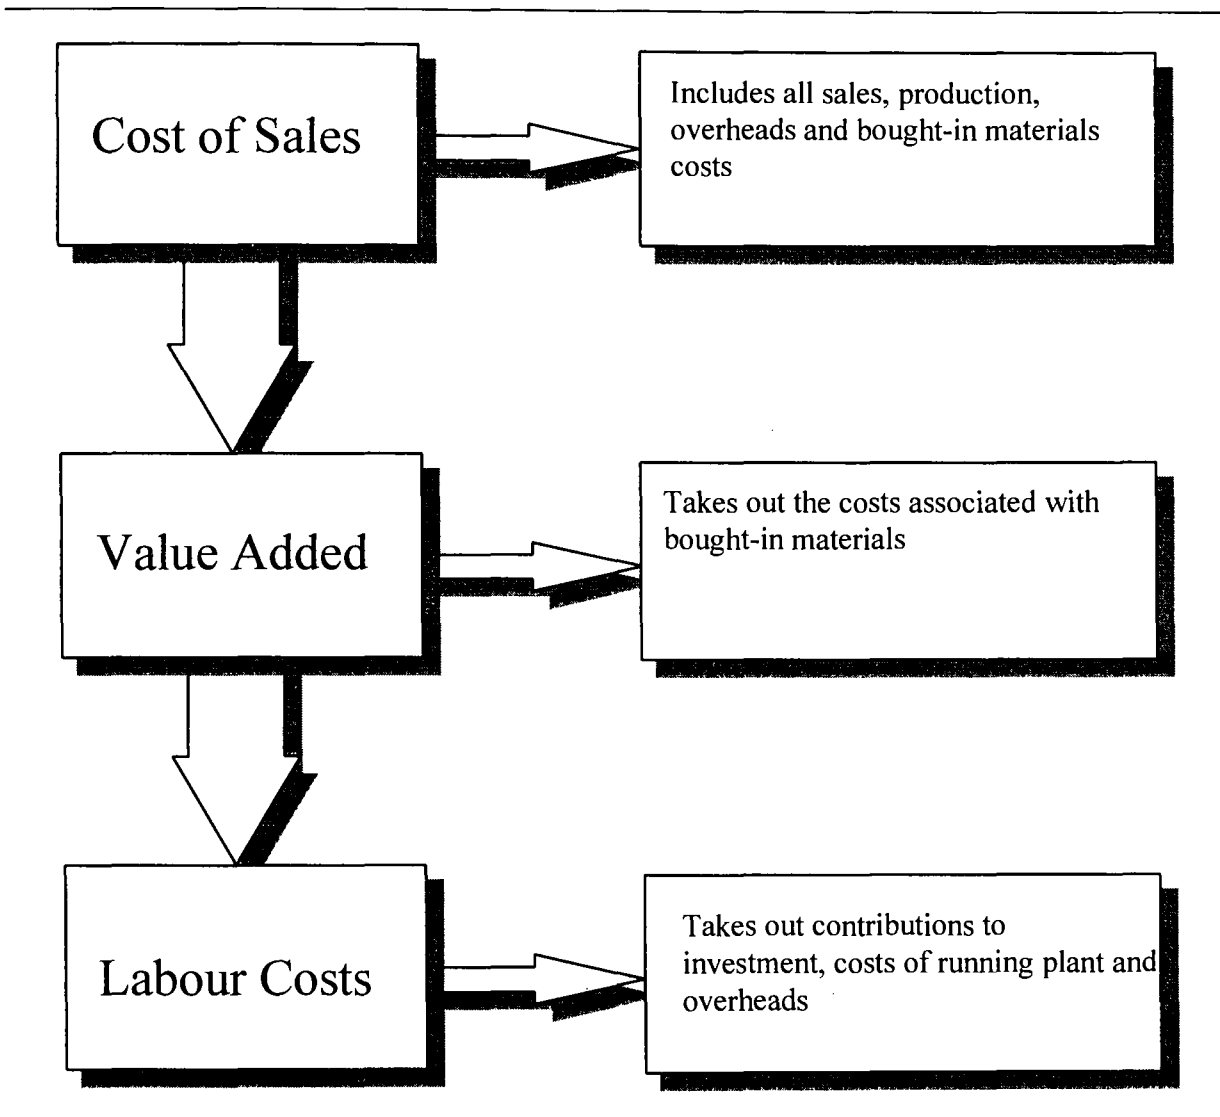 Cost of Sales
Includes all sales, production,
overheads and bought-in materials
costs
Value Added
Takes out the costs associated with
bought-in materials
Labour Costs
Takes out contributions to
investment, costs of running plant and
overheads